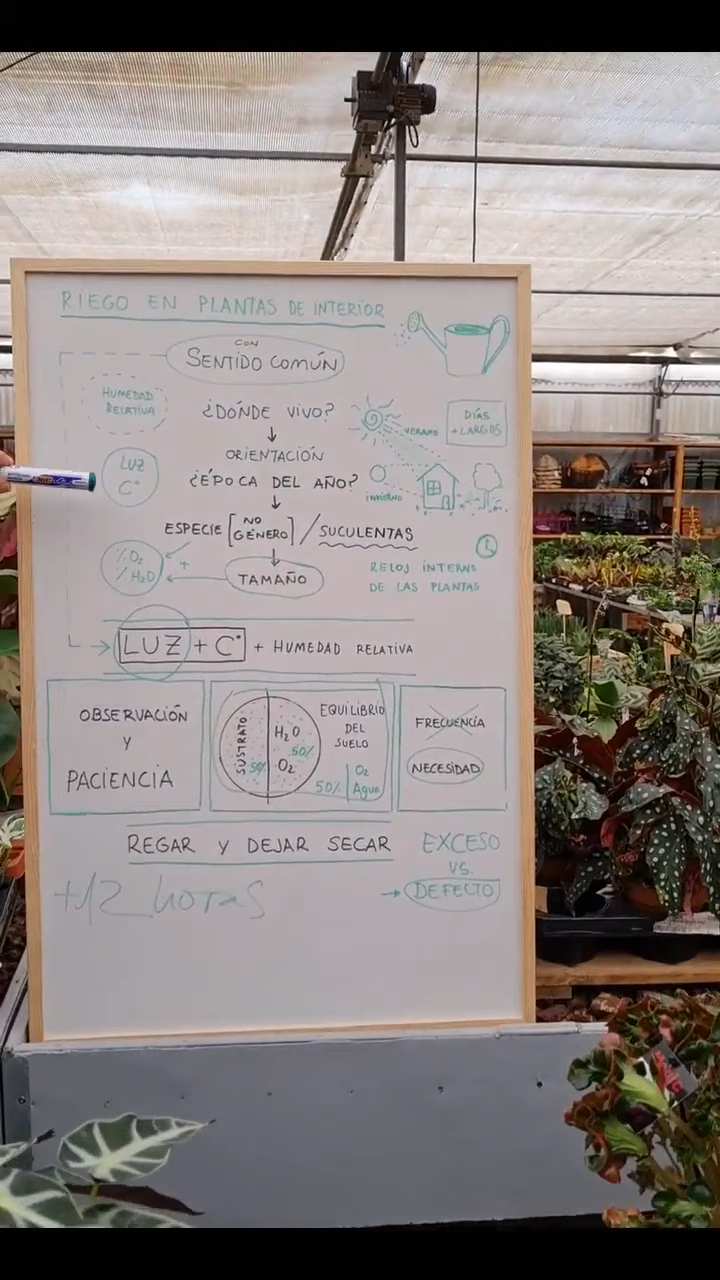 RIEGO EN PLANTAS DE INTERIOR
CON
SENTIDO COMÚN
HUMEDAD
RELATIVA
¿DÓNDE VIVO?
VERANO
DÍAS
+ LARGOS
LUZ
C°
ORIENTACIÓN
¿ÉPOCA DEL AÑO?
INVIERNO
ESPECIE [NO GÉNERO] / SUCULENTAS
% O₂
% H₂O
+
TAMAÑO
RELOJ INTERNO
DE LAS PLANTAS
LUZ + C° + HUMEDAD RELATIVA
OBSERVACIÓN
Y
PACIENCIA
SUSTRATO
50%
H₂O
50%
O₂
EQUILIBRIO
DEL
SUELO
50% | O₂
Agua
FRECUENCIA
NECESIDAD
REGAR Y DEJAR SECAR
EXCESO
VS.
DEFECTO
+12 horas